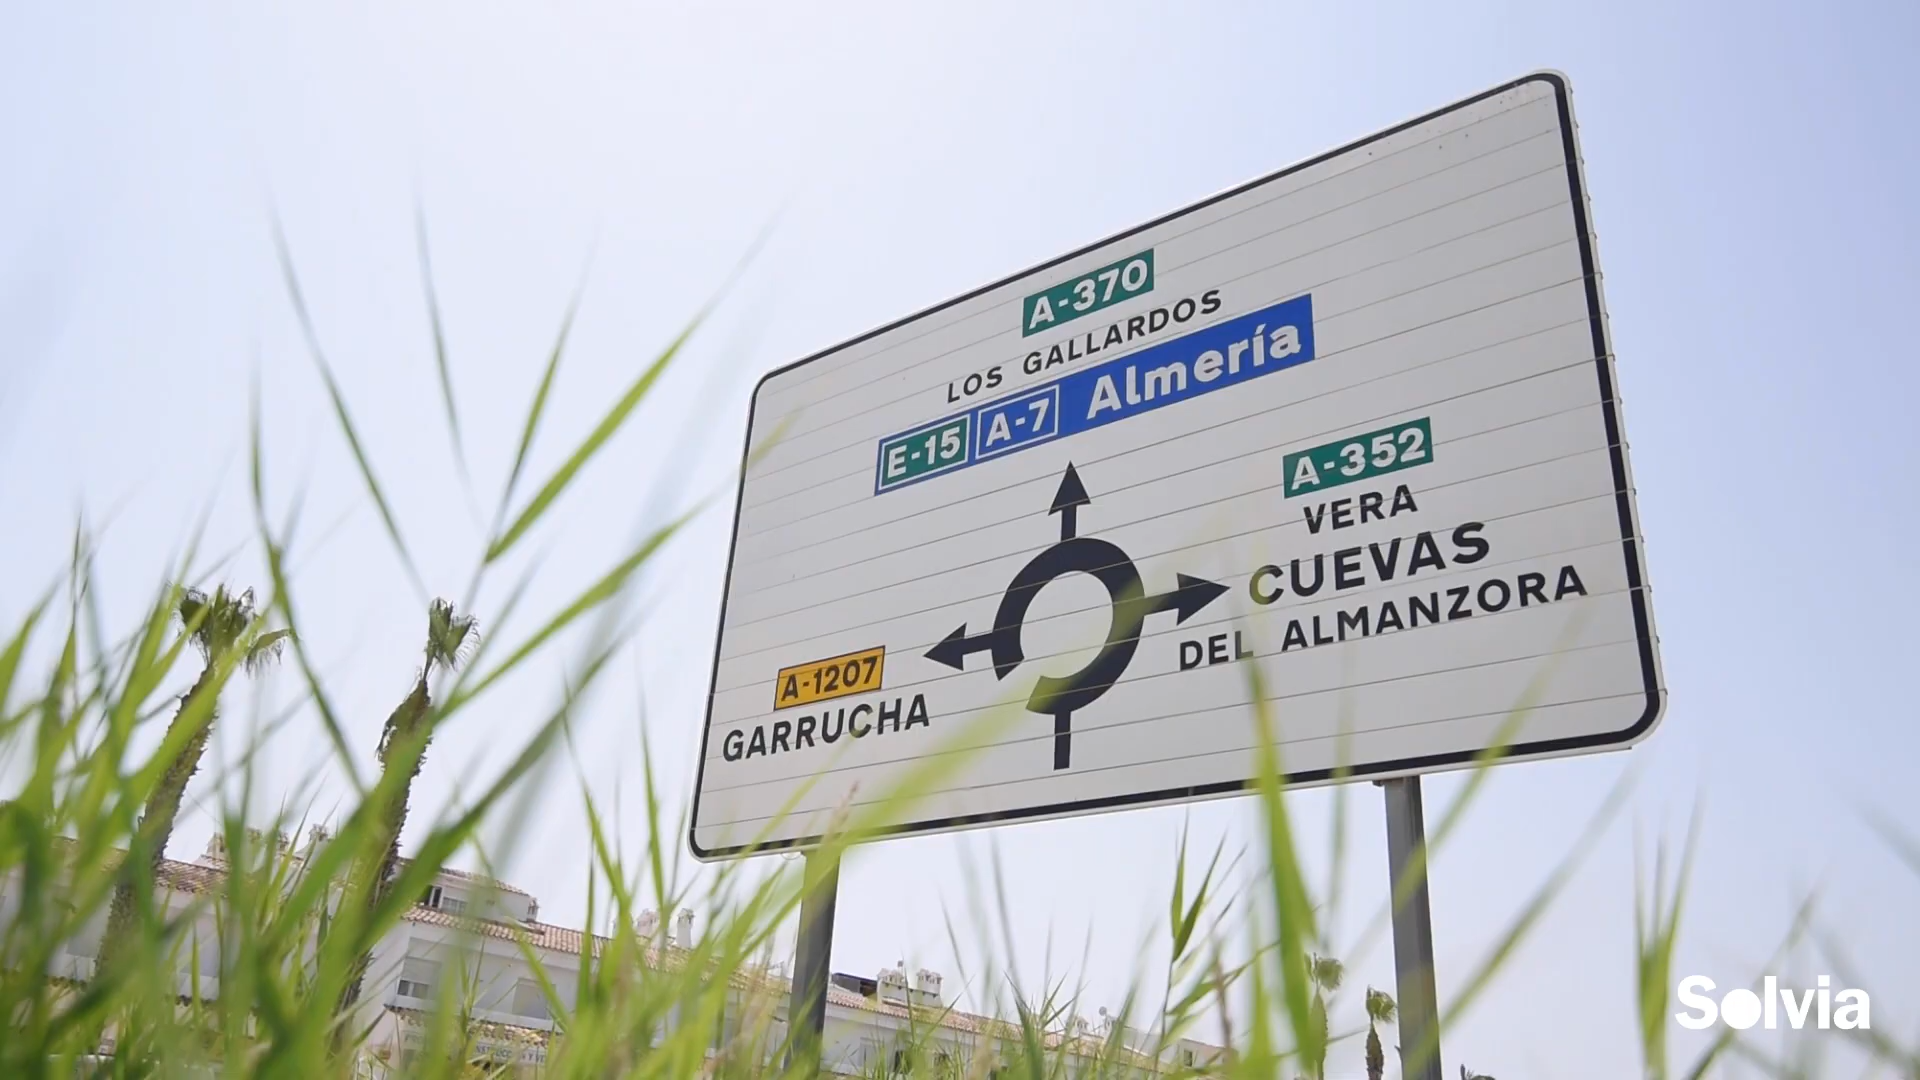 A-370
LOS GALLARDOS
E-15 A-7 Almería
A-352
VERA
CUEVAS
DEL ALMANZORA
A-1207
GARRUCHA
Solvia